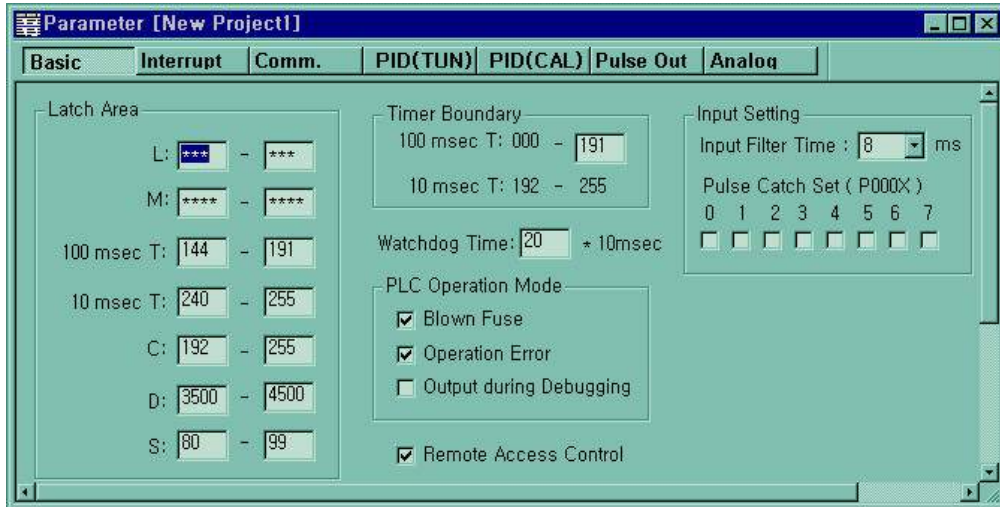 Parameter [New Project1]
Basic Interrupt Comm. PID(TUN) PID(CAL) Pulse Out Analog
Latch Area
L: *** - ***
M: **** - ****
100 msec T: 144 - 191
10 msec T: 240 - 255
C: 192 - 255
D: 3500 - 4500
S: 80 - 99
Timer Boundary
100 msec T: 000 - 191
10 msec T: 192 - 255
Watchdog Time: 20 * 10msec
PLC Operation Mode
Blown Fuse
Operation Error
Output during Debugging
Remote Access Control
Input Setting
Input Filter Time : 8 ms
Pulse Catch Set ( P000X )
0 1 2 3 4 5 6 7